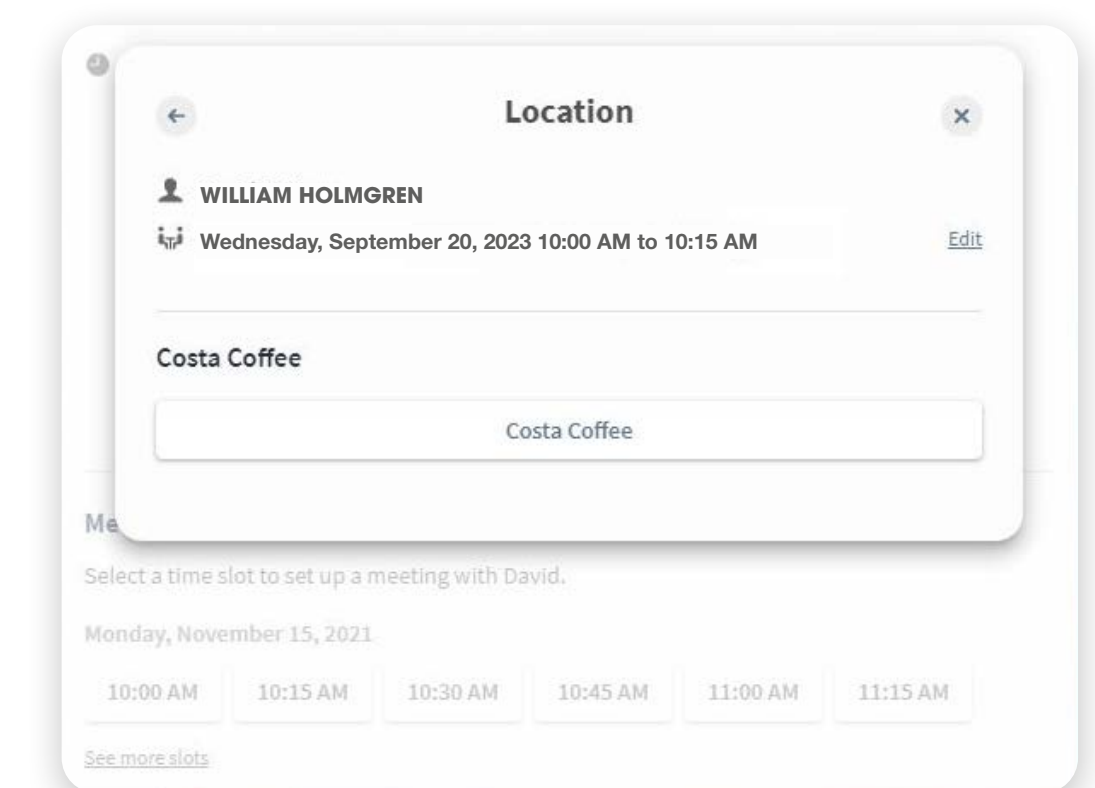 Location
WILLIAM HOLMGREN
Wednesday, September 20, 2023 10:00 AM to 10:15 AM
Edit
Costa Coffee
Costa Coffee
Me
Select a time slot to set up a meeting with David.
Monday, November 15, 2021
10:00 AM 10:15 AM 10:30 AM 10:45 AM 11:00 AM 11:15 AM
See more slots